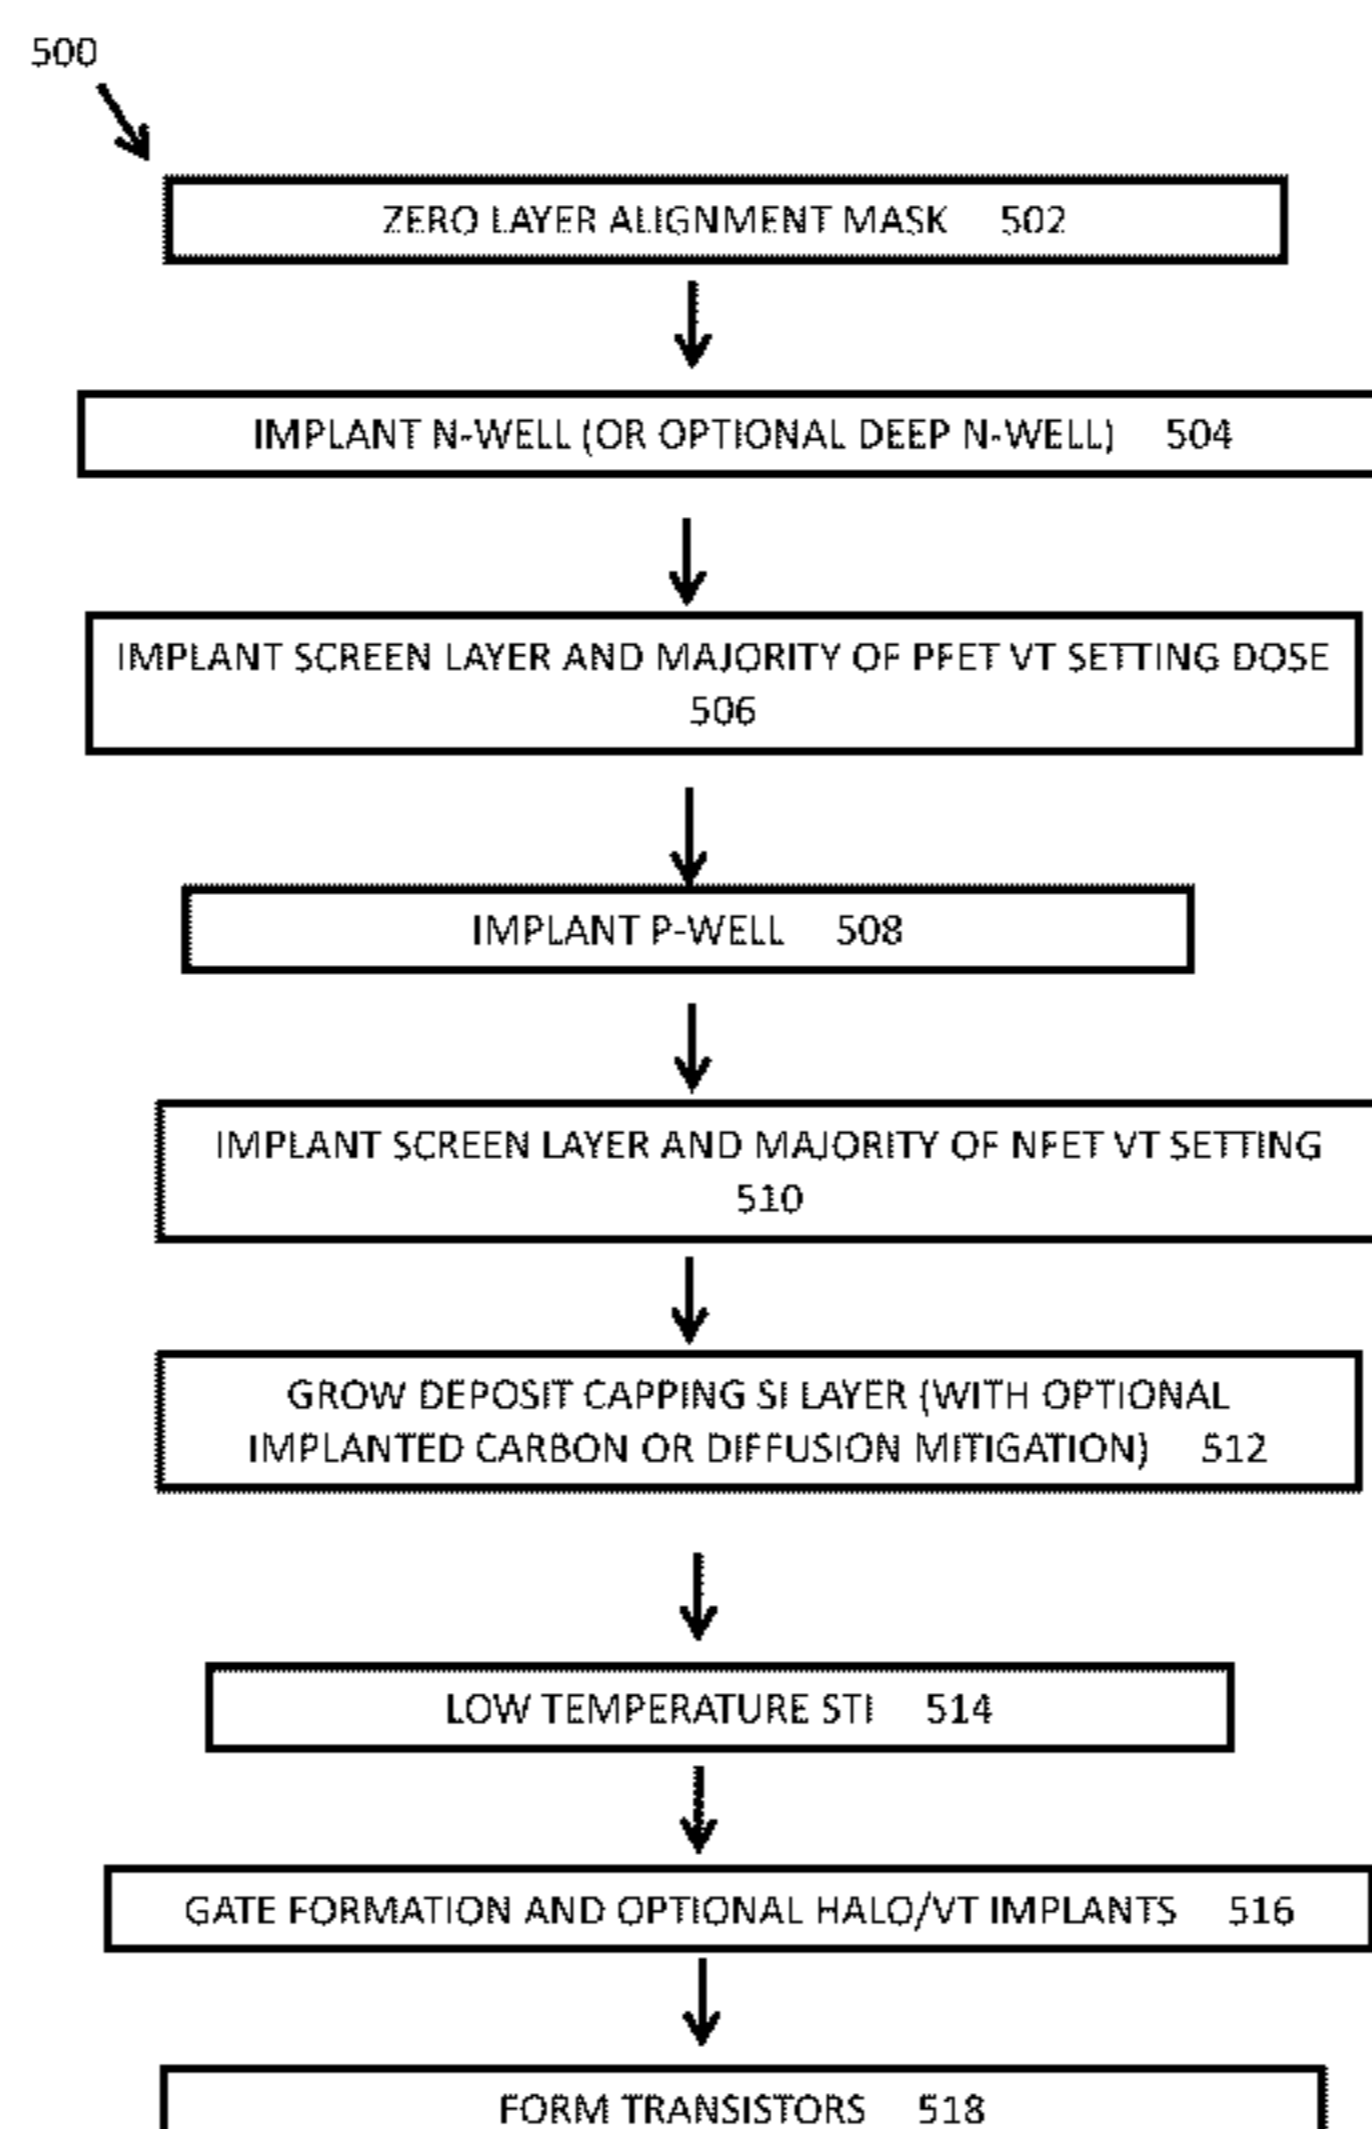 500
ZERO LAYER ALIGNMENT MASK 502
IMPLANT N-WELL (OR OPTIONAL DEEP N-WELL) 504
IMPLANT SCREEN LAYER AND MAJORITY OF PFET VT SETTING DOSE
506
IMPLANT P-WELL 508
IMPLANT SCREEN LAYER AND MAJORITY OF NFET VT SETTING
510
GROW DEPOSIT CAPPING SI LAYER (WITH OPTIONAL
IMPLANTED CARBON OR DIFFUSION MITIGATION) 512
LOW TEMPERATURE STI 514
GATE FORMATION AND OPTIONAL HALO/VT IMPLANTS 516
FORM TRANSISTORS 518